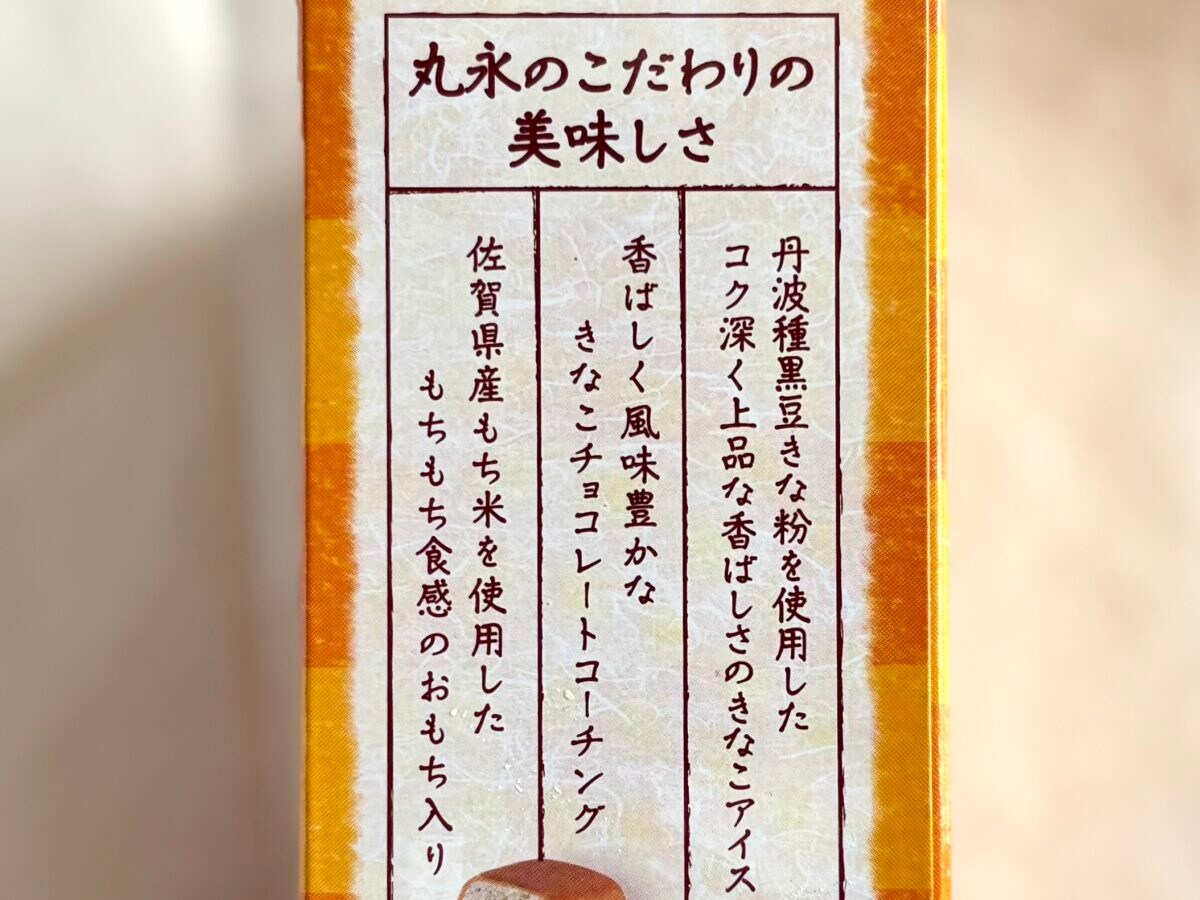 丸永のこだわりの
美味しさ
丹波種黒豆きな粉を使用した
コク深く上品な香ばしさのきなこアイス
香ばしく風味豊かな
きなこチョコレートコーチング
佐賀県産もち米を使用した
もちもち食感のおもち入り